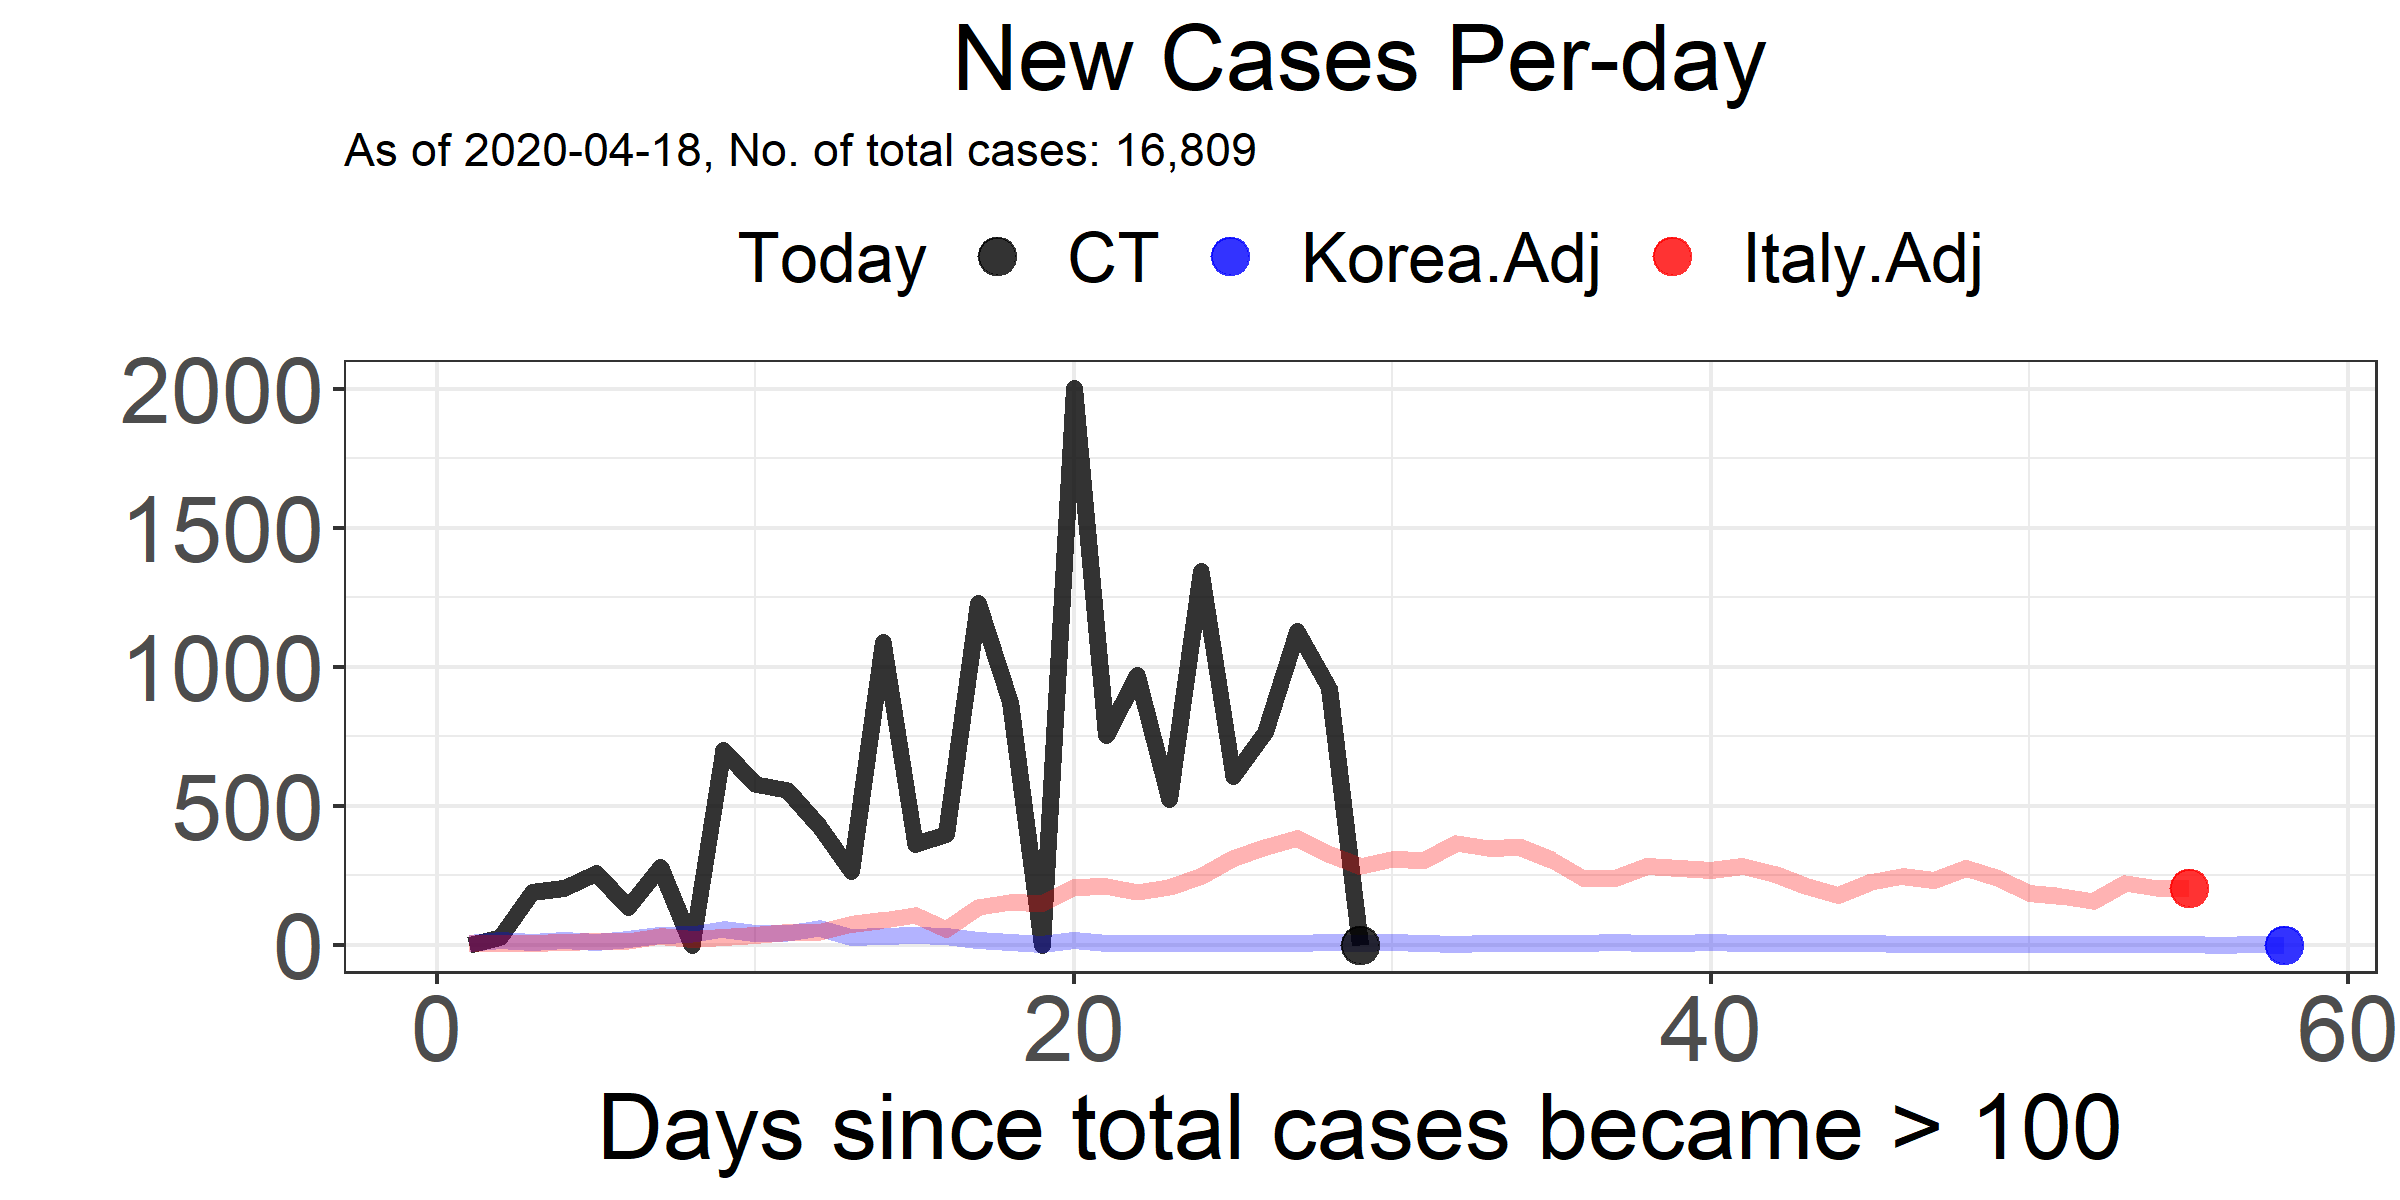 New Cases Per-day
As of 2020-04-18, No. of total cases: 16,809
Today CT Korea.Adj Italy.Adj
2000
1500
1000
500
0
0 20 40 60
Days since total cases became > 100